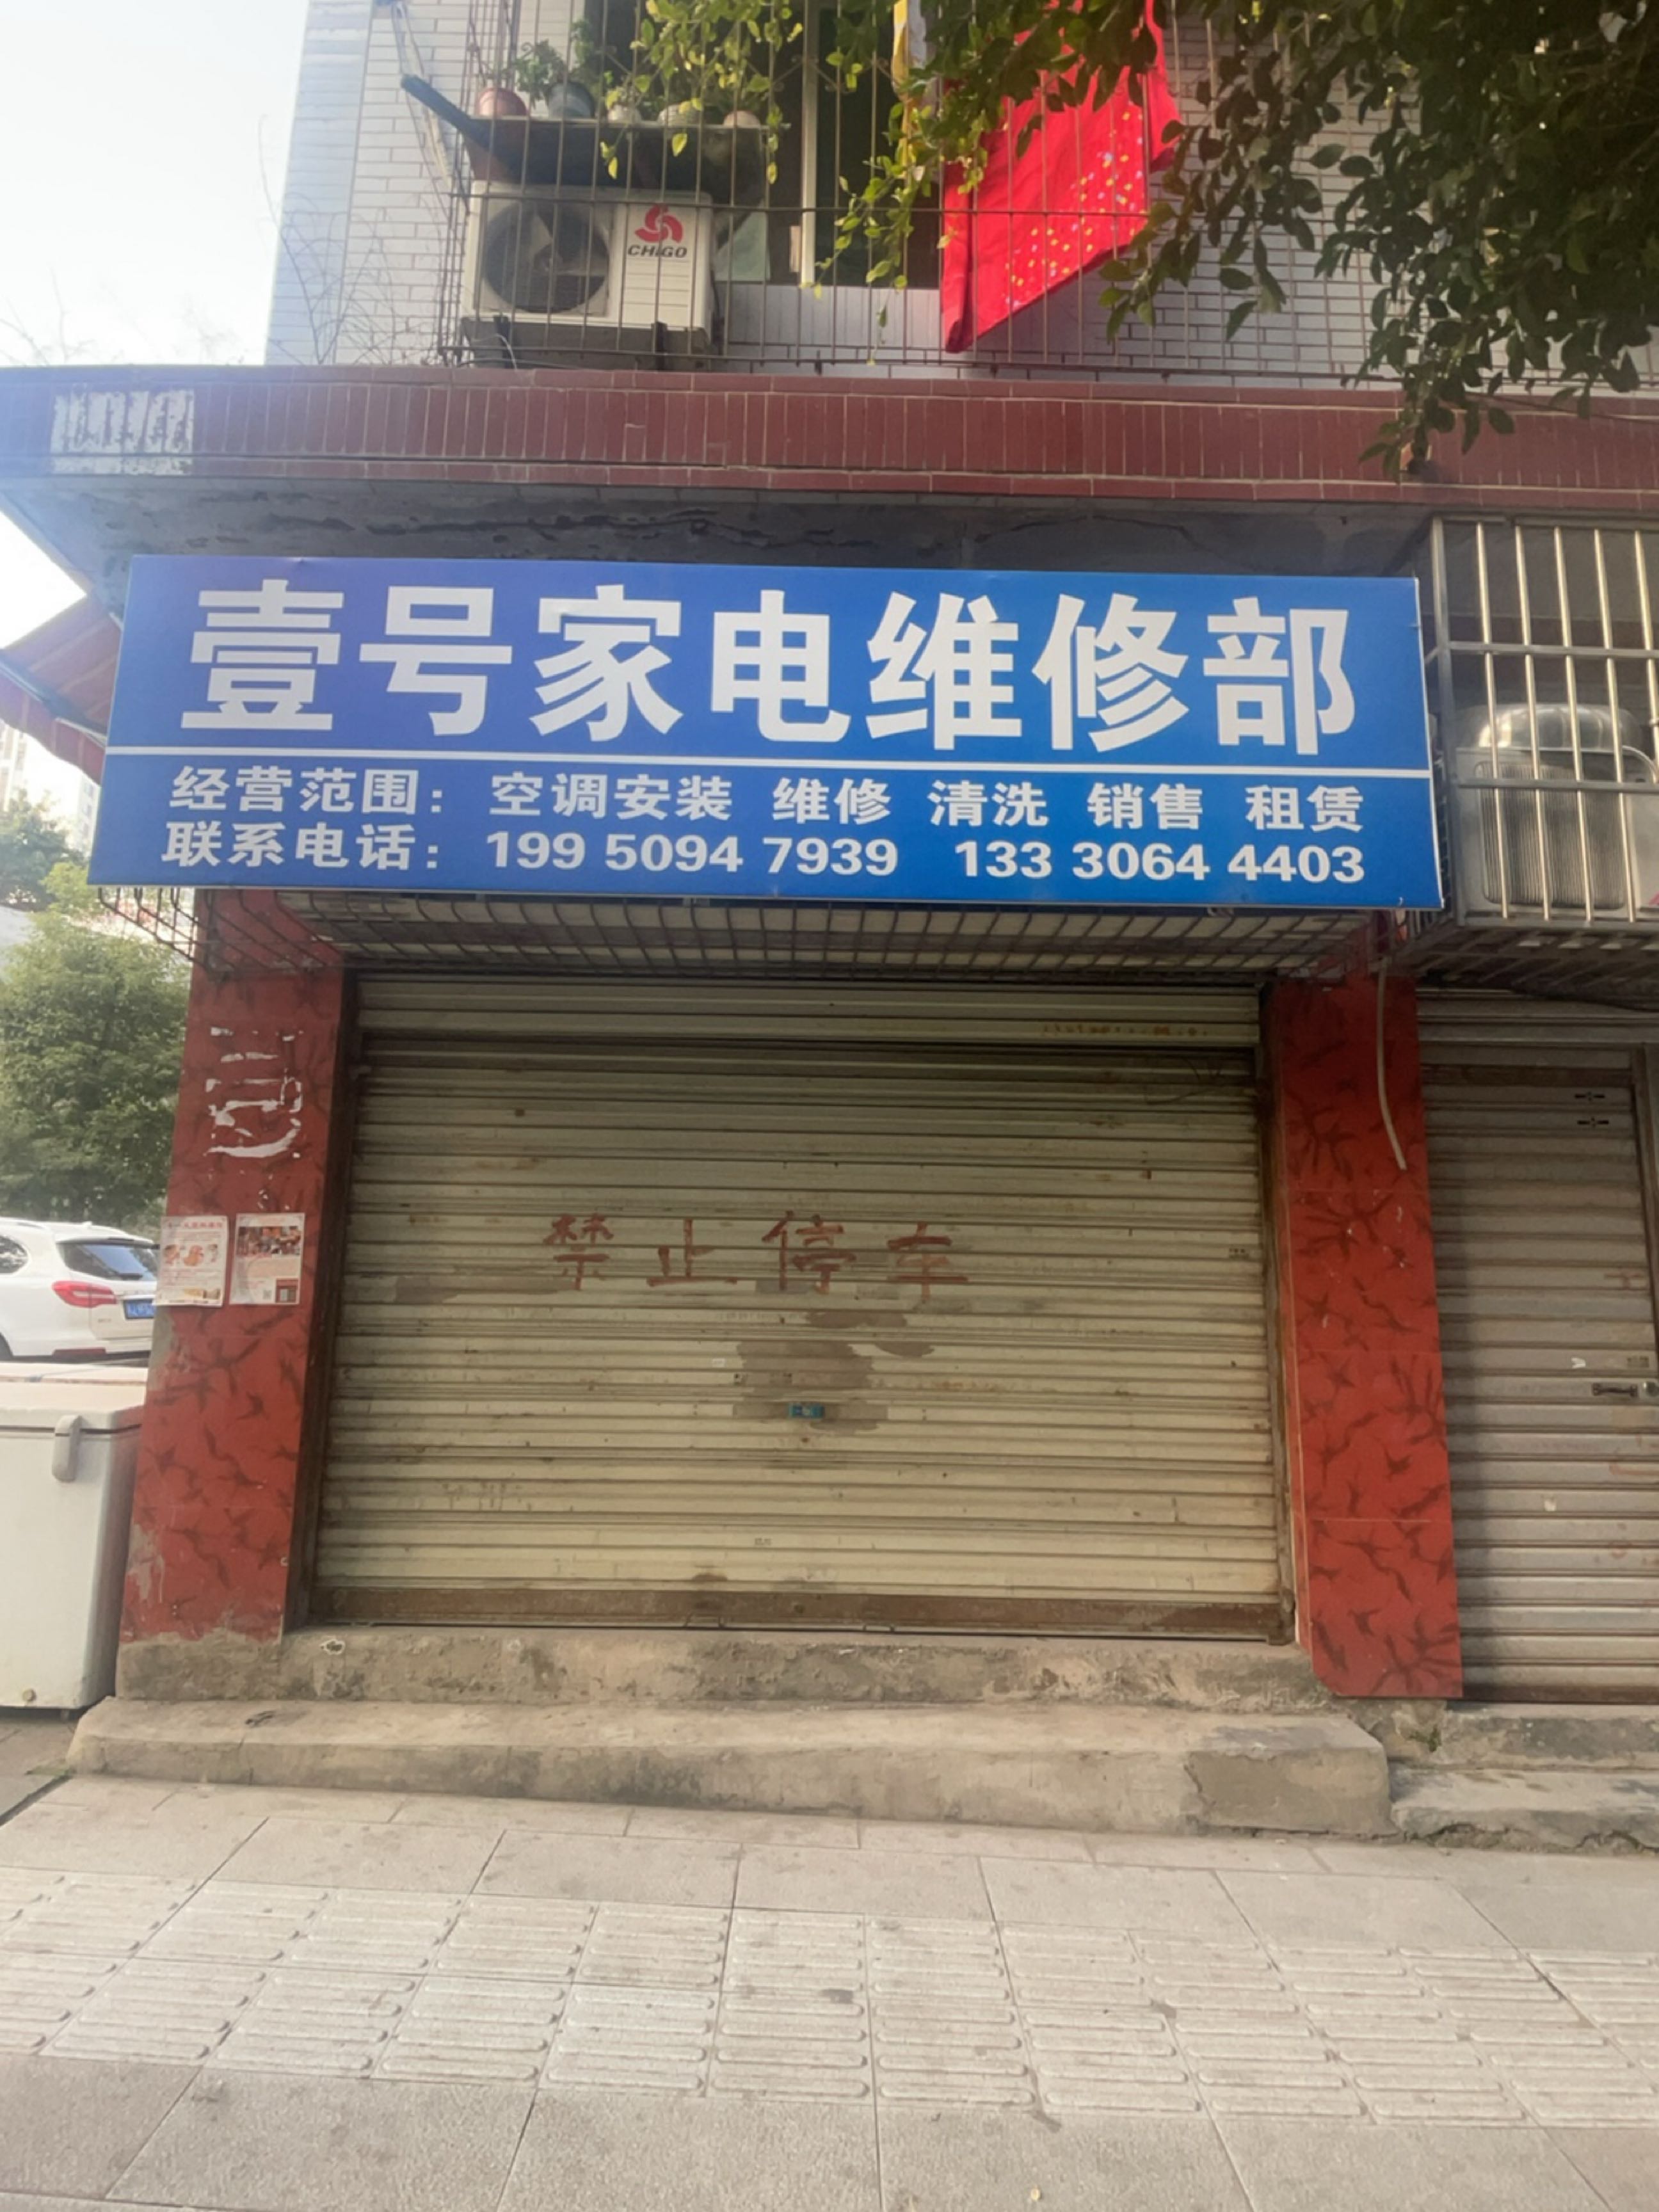 CHIGO
壹号家电维修部
经营范围：空调安装 维修 清洗 销售 租赁
联系电话：199 5094 7939 133 3064 4403
禁止停车